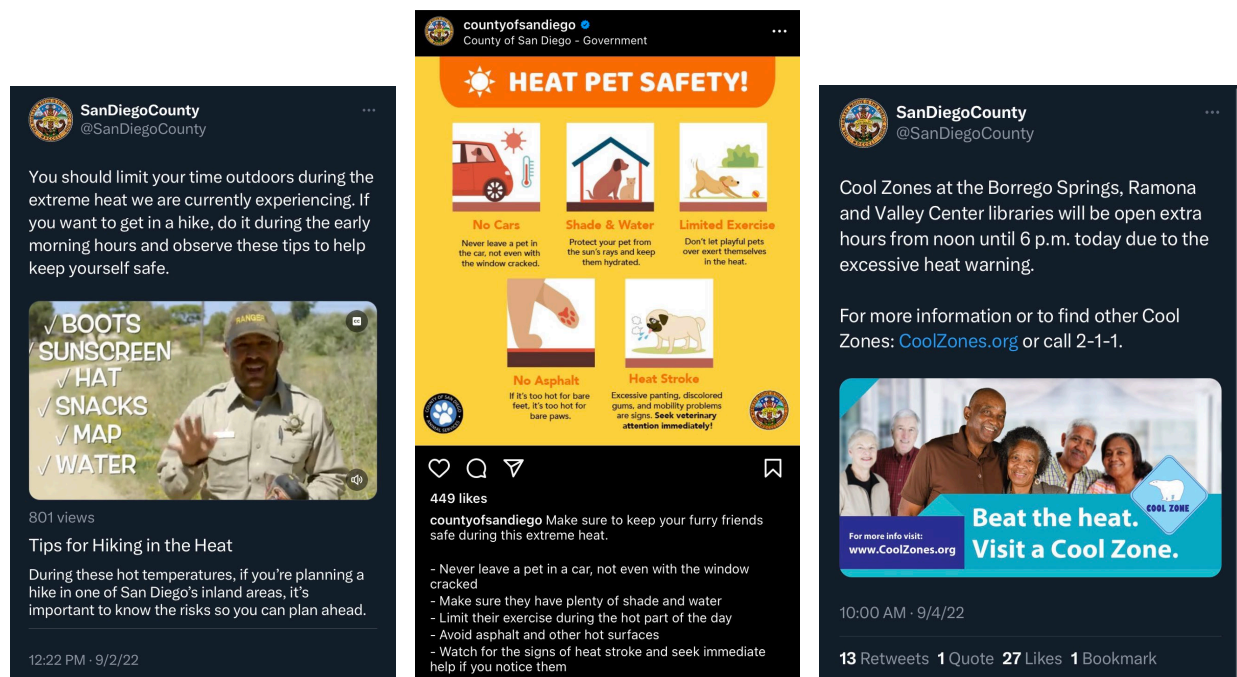 SanDiegoCounty
@SanDiegoCounty
You should limit your time outdoors during the
extreme heat we are currently experiencing. If
you want to get in a hike, do it during the early
morning hours and observe these tips to help
keep yourself safe.
√ BOOTS
√ SUNSCREEN
√ HAT
√ SNACKS
√ MAP
√ WATER
RANGER
CC
801 views
Tips for Hiking in the Heat
During these hot temperatures, if you’re planning a
hike in one of San Diego’s inland areas, it’s
important to know the risks so you can plan ahead.
12:22 PM · 9/2/22
countyofsandiego
County of San Diego - Government
HEAT PET SAFETY!
No Cars
Never leave a pet in
the car, not even with
the window cracked.
Shade & Water
Protect your pet from
the sun's rays and keep
them hydrated.
Limited Exercise
Don't let playful pets
over exert themselves
in the heat.
No Asphalt
If it's too hot for bare
feet, it's too hot for
bare paws.
Heat Stroke
Excessive panting, discolored
gums, and mobility problems
are signs. Seek veterinary
attention immediately!
COUNTY OF SAN DIEGO
ANIMAL SERVICES
449 likes
countyofsandiego Make sure to keep your furry friends
safe during this extreme heat.
- Never leave a pet in a car, not even with the window
cracked
- Make sure they have plenty of shade and water
- Limit their exercise during the hot part of the day
- Avoid asphalt and other hot surfaces
- Watch for the signs of heat stroke and seek immediate
help if you notice them
SanDiegoCounty
@SanDiegoCounty
Cool Zones at the Borrego Springs, Ramona
and Valley Center libraries will be open extra
hours from noon until 6 p.m. today due to the
excessive heat warning.
For more information or to find other Cool
Zones: CoolZones.org or call 2-1-1.
COOL ZONE
For more info visit:
www.CoolZones.org
Beat the heat.
Visit a Cool Zone.
10:00 AM · 9/4/22
13 Retweets 1 Quote 27 Likes 1 Bookmark